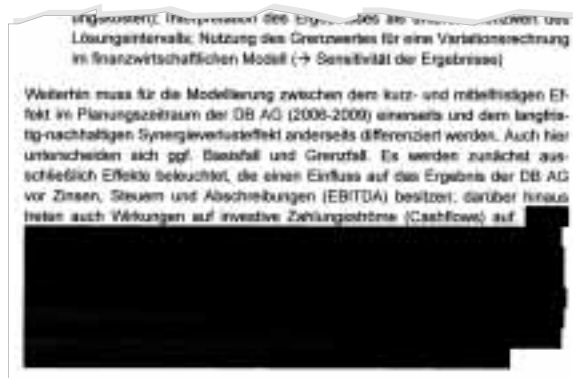 Lösungsintervalls; Nutzung des Grenzwertes für eine Variationsrechnung
im finanzwirtschaftlichen Modell (→ Sensitivität der Ergebnisse)
Weiterhin muss für die Modellierung zwischen dem kurz- und mittelfristigen Ef-
fekt im Planungszeitraum der DB AG (2006-2009) einerseits und dem langfris-
tig-nachhaltigen Synergieverlusteffekt anderseits differenziert werden. Auch hier
unterscheiden sich ggf. Basisfall und Grenzfall. Es werden zunächst aus-
schließlich Effekte beleuchtet, die einen Einfluss auf das Ergebnis der DB AG
vor Zinsen, Steuern und Abschreibungen (EBITDA) besitzen; darüber hinaus
treten auch Wirkungen auf investive Zahlungsströme (Cashflows) auf.